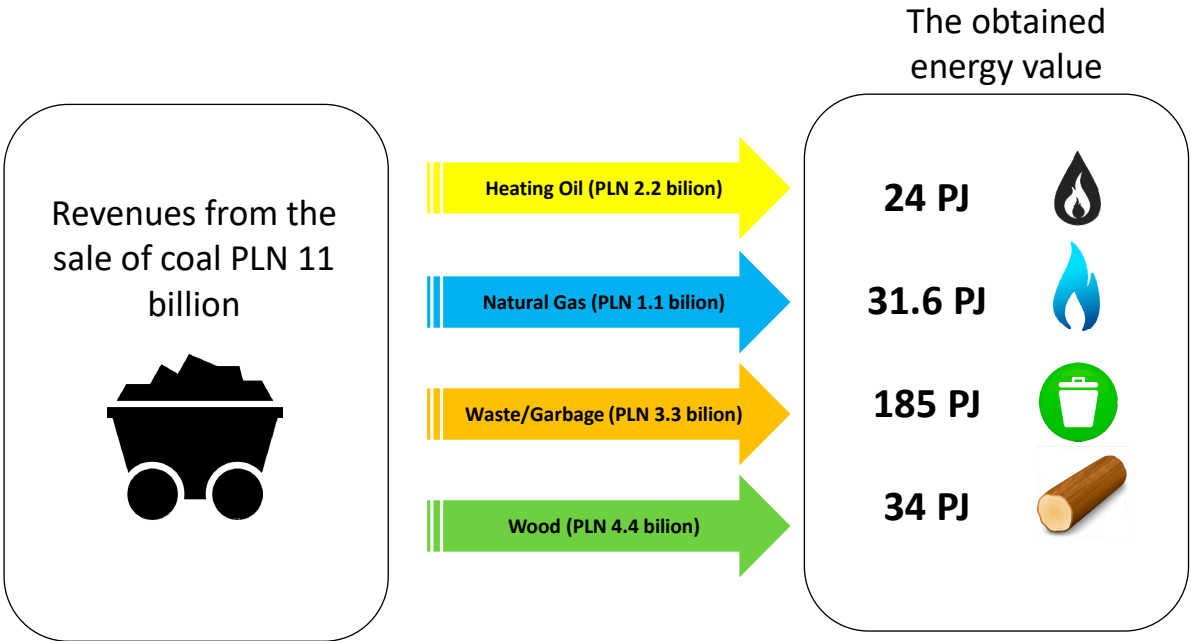 The obtained
energy value
Revenues from the
sale of coal PLN 11
billion
Heating Oil (PLN 2.2 bilion)
24 PJ
Natural Gas (PLN 1.1 bilion)
31.6 PJ
Waste/Garbage (PLN 3.3 bilion)
185 PJ
Wood (PLN 4.4 bilion)
34 PJ